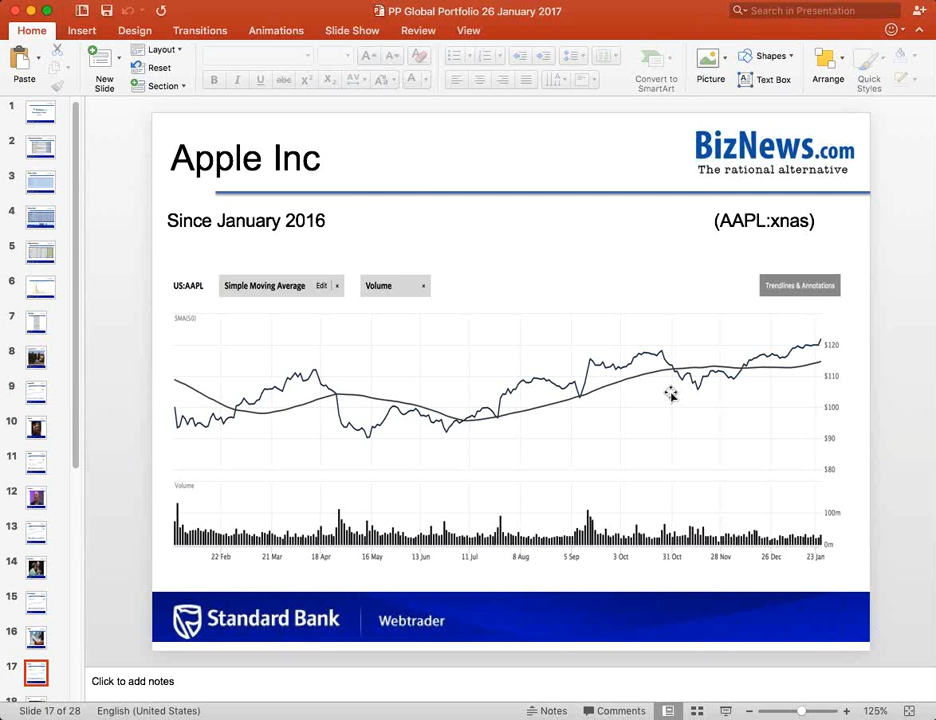 PP Global Portfolio 26 January 2017
Search in Presentation
Home Insert Design Transitions Animations Slide Show Review View
Paste
New Slide
Layout
Reset
Section
B I U abc X² X₂ AV Aa A
A A
Convert to SmartArt
Picture
Shapes
Text Box
Arrange
Quick Styles
1
2
3
4
5
6
7
8
9
10
11
12
13
14
15
16
17
18
Apple Inc
BizNews.com
The rational alternative
Since January 2016
(AAPL:xnas)
US:AAPL
Simple Moving Average Edit ×
Volume ×
Trendlines & Annotations
SMA(50)
$120
$110
$100
$90
$80
Volume
100m
0m
22 Feb 21 Mar 18 Apr 16 May 13 Jun 11 Jul 8 Aug 5 Sep 3 Oct 31 Oct 28 Nov 26 Dec 23 Jan
Standard Bank
Webtrader
Click to add notes
Slide 17 of 28
English (United States)
Notes
Comments
125%